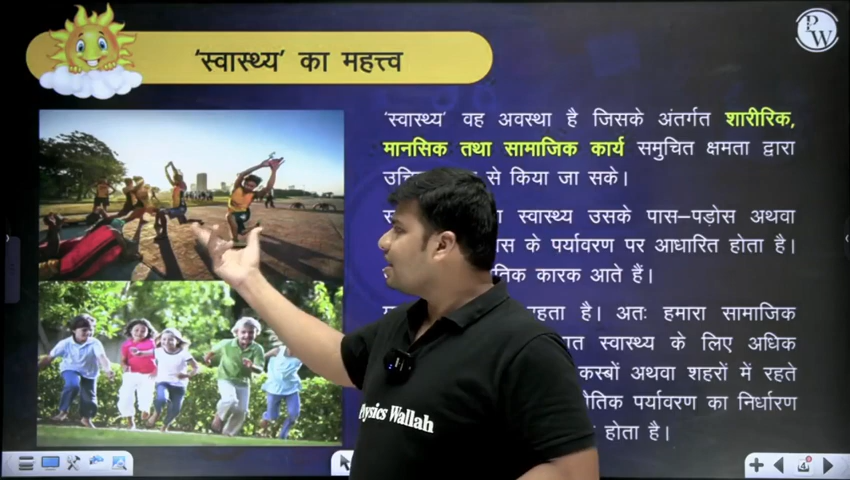 'स्वास्थ्य' का महत्त्व
PW
'स्वास्थ्य' वह अवस्था है जिसके अंतर्गत शारीरिक,
मानसिक तथा सामाजिक कार्य समुचित क्षमता द्वारा
से किया जा सके।
स्वास्थ्य उसके पास–पड़ोस अथवा
के पर्यावरण पर आधारित होता है।
कारक आते हैं।
है। अतः हमारा सामाजिक
स्वास्थ्य के लिए अधिक
कस्बों अथवा शहरों में रहते
पर्यावरण का निर्धारण
होता है।
Physics Wallah